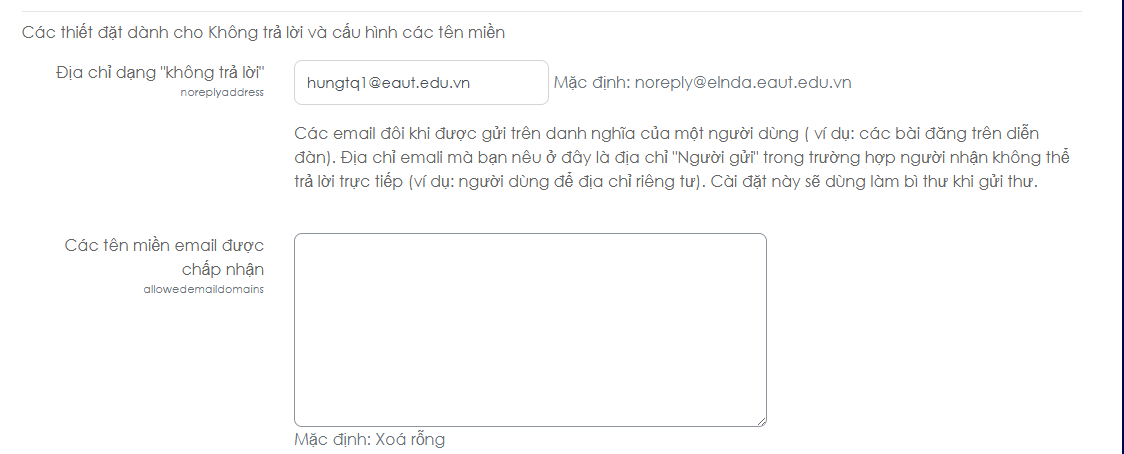 Các thiết đặt dành cho Không trả lời và cấu hình các tên miền
Địa chỉ dạng "không trả lời"
noreplyaddress
hungtq1@eaut.edu.vn
Mặc định: noreply@elnda.eaut.edu.vn
Các email đôi khi được gửi trên danh nghĩa của một người dùng ( ví dụ: các bài đăng trên diễn
đàn). Địa chỉ emali mà bạn nêu ở đây là địa chỉ "Người gửi" trong trường hợp người nhận không thể
trả lời trực tiếp (ví dụ: người dùng để địa chỉ riêng tư). Cài đặt này sẽ dùng làm bì thư khi gửi thư.
Các tên miền email được
chấp nhận
allowedemaildomains
Mặc định: Xoá rỗng